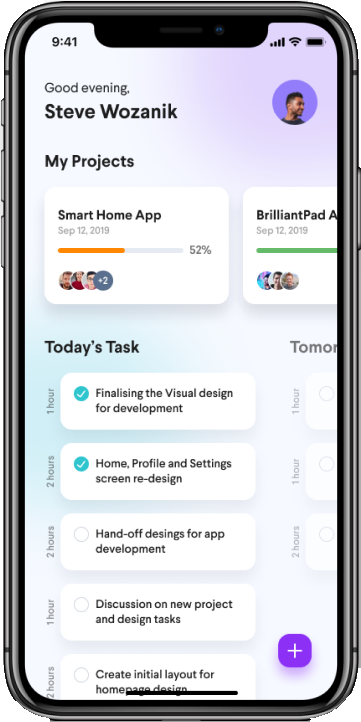 9:41
Good evening,
Steve Wozanik
My Projects
Smart Home App
Sep 12, 2019
52%
+2
BrilliantPad A
Sep 12, 2019
Today's Task
Tomor
1 hour
Finalising the Visual design
for development
1 hour
2 hours
Home, Profile and Settings
screen re-design
1 hour
2 hours
Hand-off desings for app
development
2 hours
1 hour
Discussion on new project
and design tasks
2 hours
Create initial layout for
homepage design